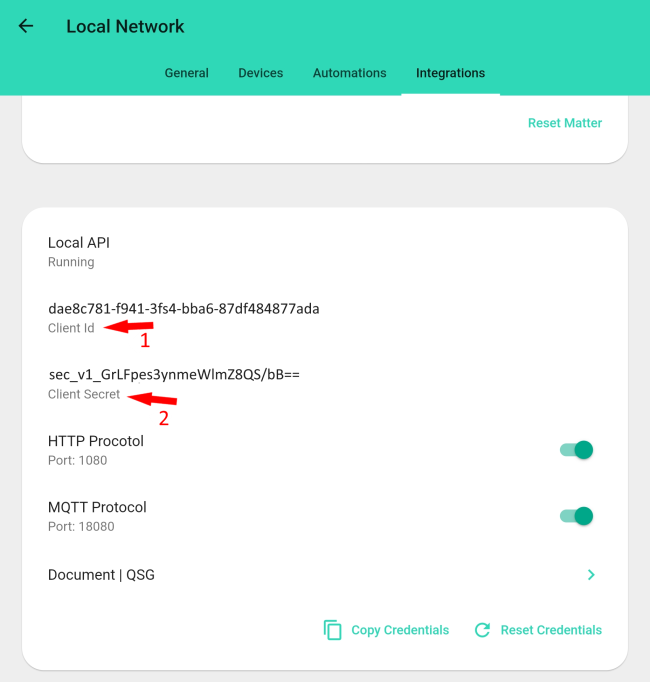 Local Network
General Devices Automations Integrations
Reset Matter
Local API
Running
dae8c781-f941-3fs4-bba6-87df484877ada
Client Id
1
sec_v1_GrLFpes3ynmeWlmZ8QS/bB==
Client Secret
2
HTTP Procotol
Port: 1080
MQTT Protocol
Port: 18080
Document | QSG
Copy Credentials Reset Credentials